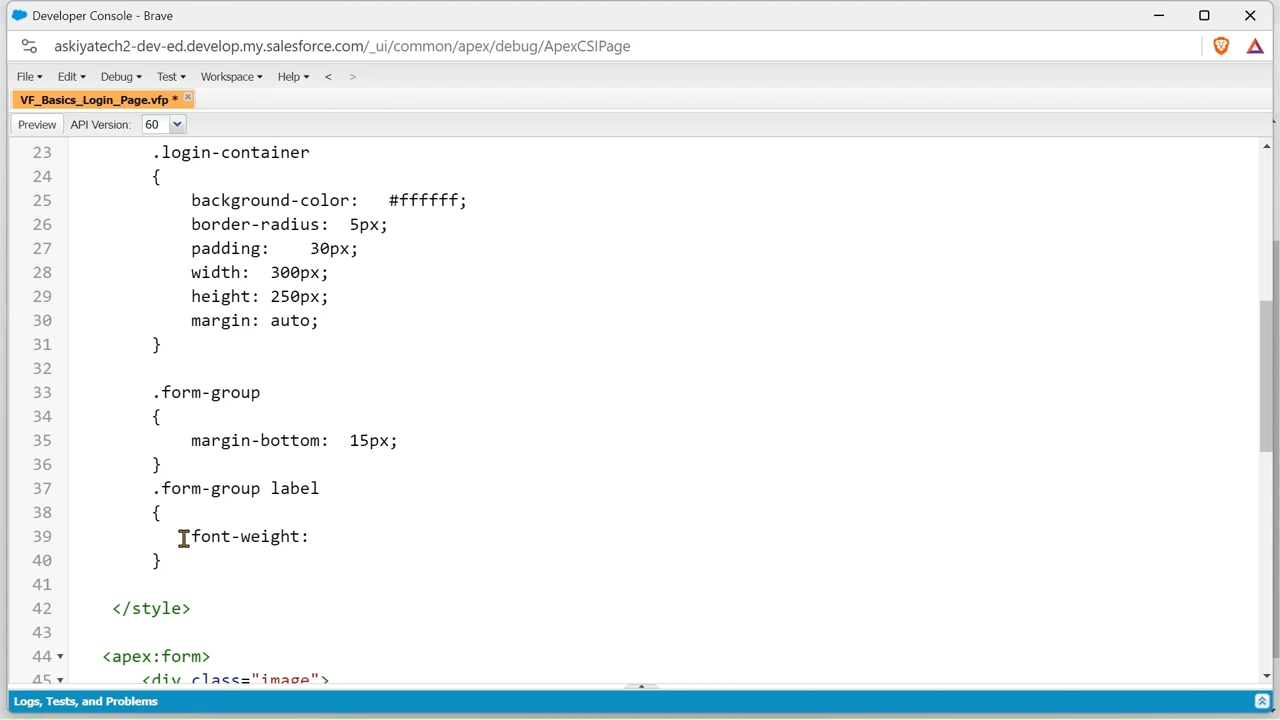 Developer Console - Brave
askiyatech2-dev-ed.develop.my.salesforce.com/_ui/common/apex/debug/ApexCSIPage
File Edit Debug Test Workspace Help < >
VF_Basics_Login_Page.vfp *
Preview API Version: 60
23 .login-container
24 {
25 background-color: #ffffff;
26 border-radius: 5px;
27 padding: 30px;
28 width: 300px;
29 height: 250px;
30 margin: auto;
31 }
32
33 .form-group
34 {
35 margin-bottom: 15px;
36 }
37 .form-group label
38 {
39 font-weight:
40 }
41
42 </style>
43
44 <apex:form>
45 <div class="image">
Logs, Tests, and Problems